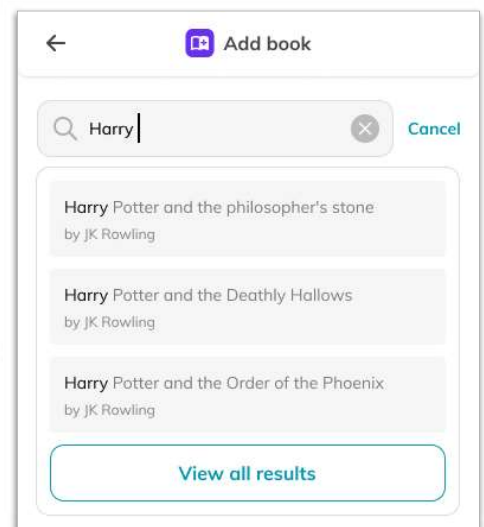 Add book
Harry
Cancel
Harry Potter and the philosopher's stone
by JK Rowling
Harry Potter and the Deathly Hallows
by JK Rowling
Harry Potter and the Order of the Phoenix
by JK Rowling
View all results